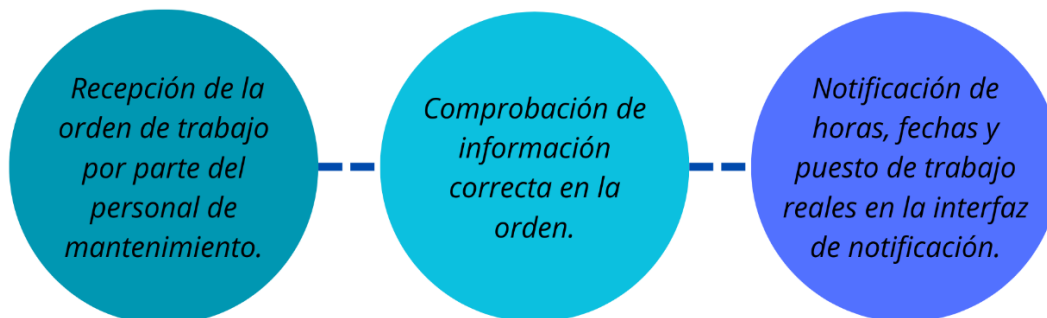 Recepción de la
orden de trabajo
por parte del
personal de
mantenimiento.
Comprobación de
información
correcta en la
orden.
Notificación de
horas, fechas y
puesto de trabajo
reales en la interfaz
de notificación.